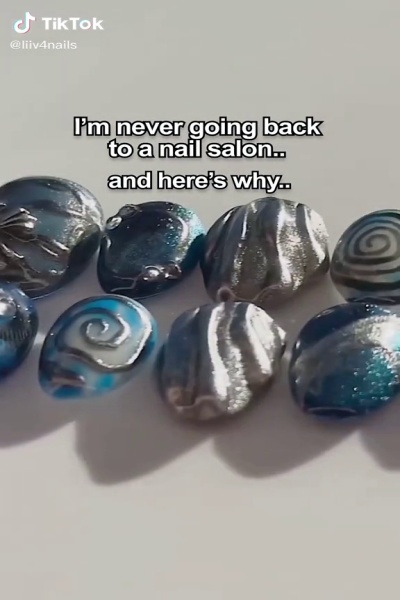 TikTok
@liiv4nails
I'm never going back
to a nail salon..
and here's why..